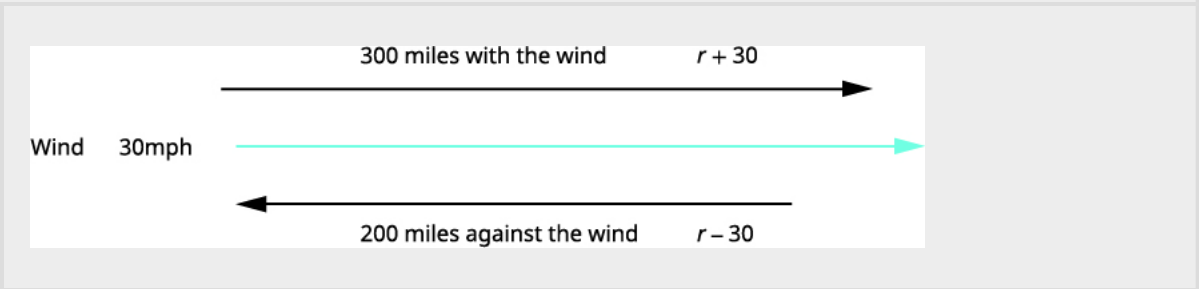 300 miles with the wind r + 30
Wind 30mph
200 miles against the wind r – 30